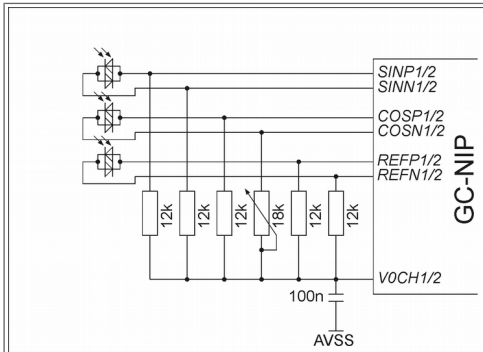 SINP1/2
SINN1/2
COSP1/2
COSN1/2
REFP1/2
REFN1/2
GC-NIP
12k
12k
12k
18k
12k
12k
V0CH1/2
100n
AVSS